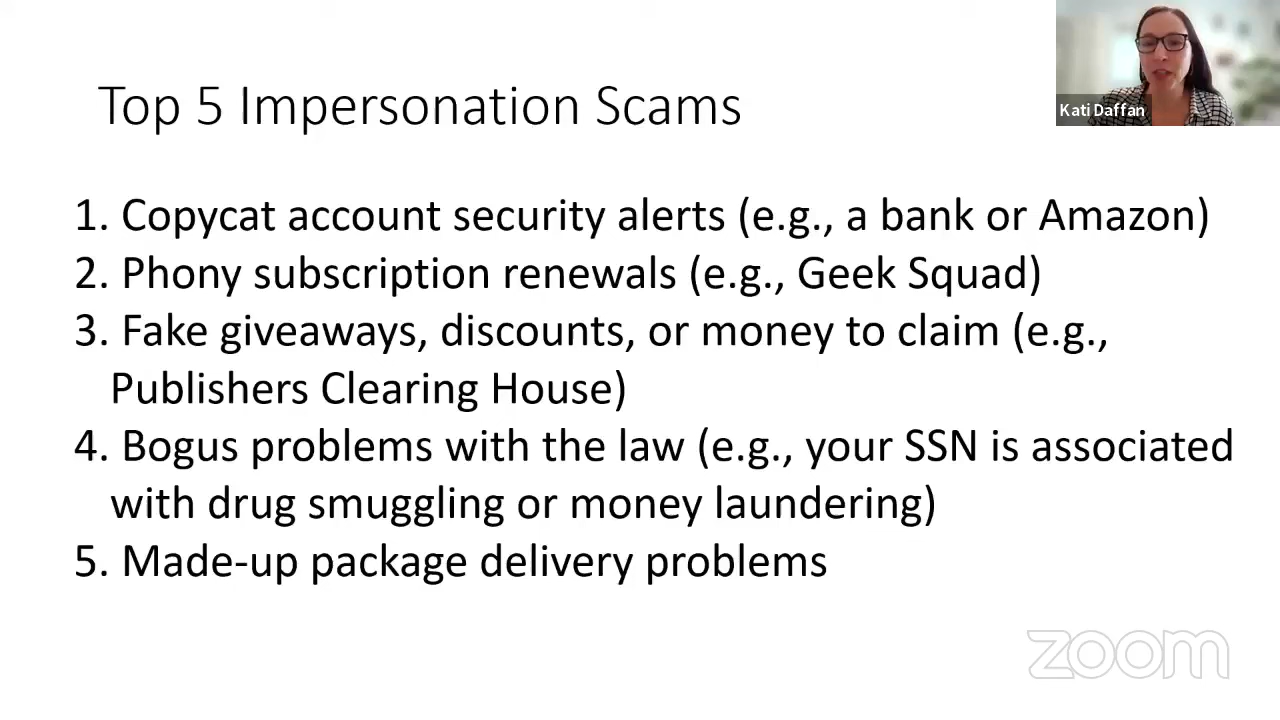 Top 5 Impersonation Scams
Kati Daffan
1. Copycat account security alerts (e.g., a bank or Amazon)
2. Phony subscription renewals (e.g., Geek Squad)
3. Fake giveaways, discounts, or money to claim (e.g.,
Publishers Clearing House)
4. Bogus problems with the law (e.g., your SSN is associated
with drug smuggling or money laundering)
5. Made-up package delivery problems
zoom